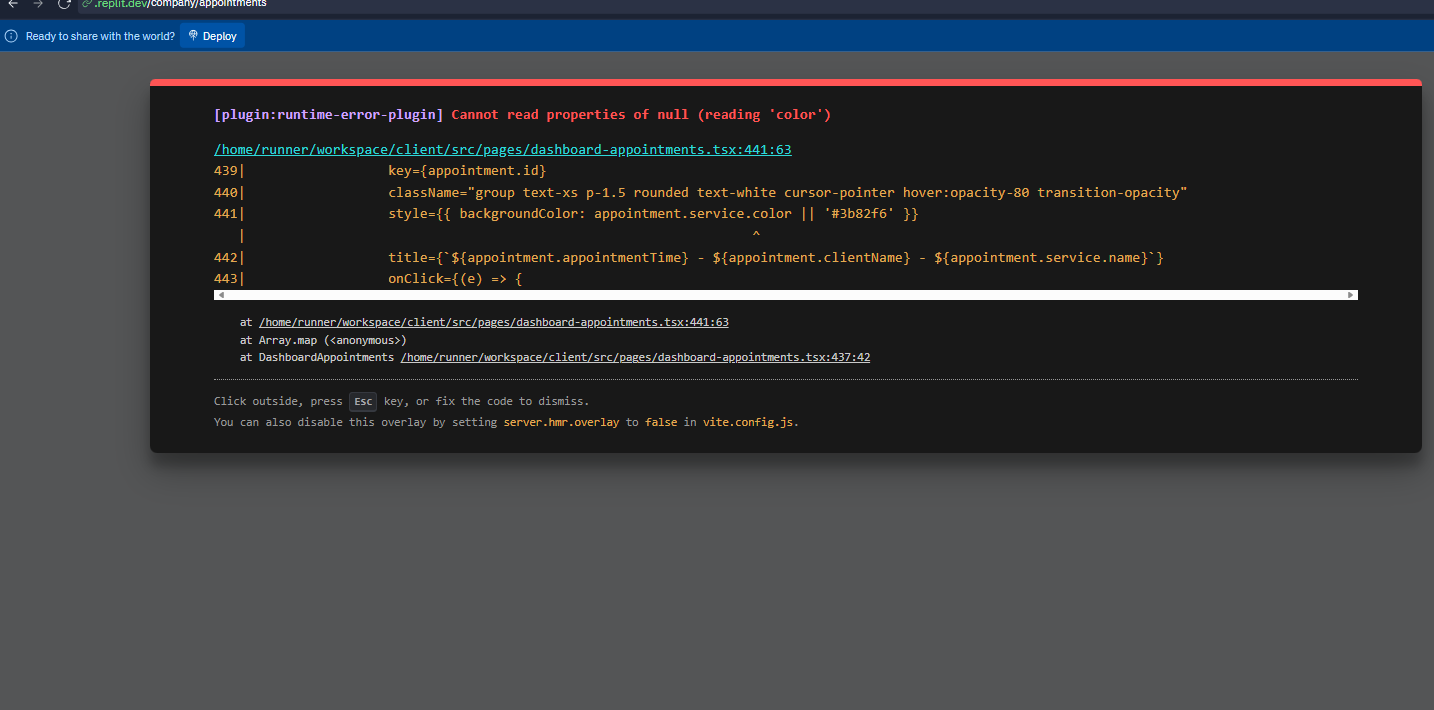 .replit.dev/company/appointments
Ready to share with the world? Deploy
[plugin:runtime-error-plugin] Cannot read properties of null (reading 'color')
/home/runner/workspace/client/src/pages/dashboard-appointments.tsx:441:63
439| key={appointment.id}
440| className="group text-xs p-1.5 rounded text-white cursor-pointer hover:opacity-80 transition-opacity"
441| style={{ backgroundColor: appointment.service.color || '#3b82f6' }}
| ^
442| title={`${appointment.appointmentTime} - ${appointment.clientName} - ${appointment.service.name}`}
443| onClick={(e) => {
at /home/runner/workspace/client/src/pages/dashboard-appointments.tsx:441:63
at Array.map (<anonymous>)
at DashboardAppointments /home/runner/workspace/client/src/pages/dashboard-appointments.tsx:437:42
Click outside, press Esc key, or fix the code to dismiss.
You can also disable this overlay by setting server.hmr.overlay to false in vite.config.js.